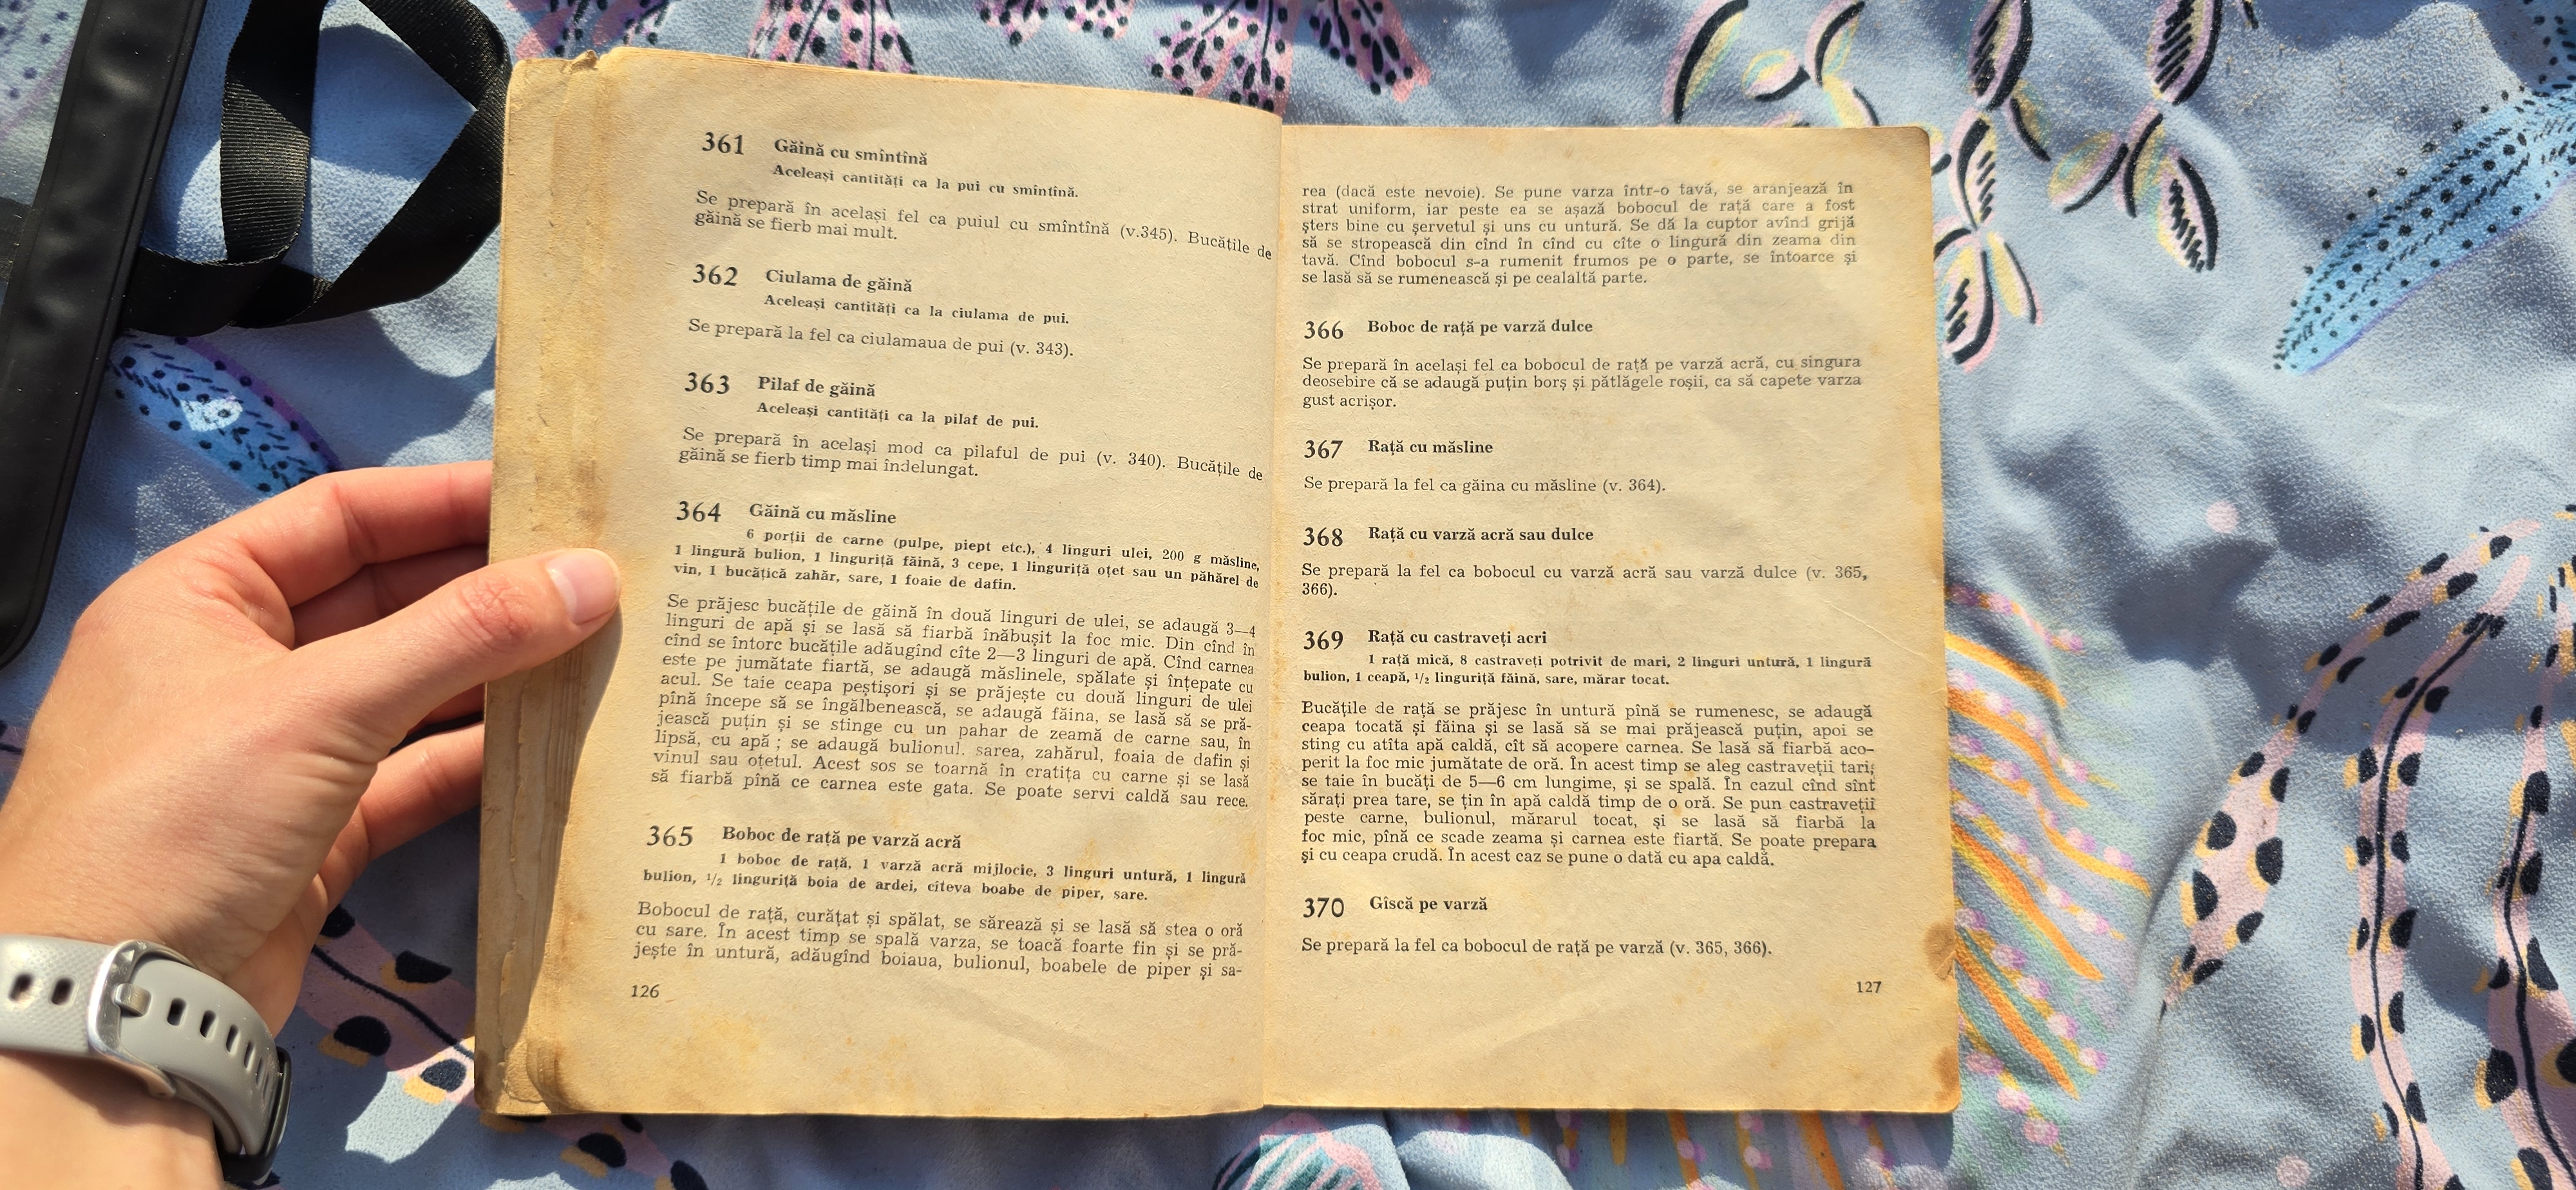 361 Găină cu smîntînă
Aceleași cantități ca la pui cu smîntînă.
Se prepară în același fel ca puiul cu smîntînă (v.345). Bucățile de
găină se fierb mai mult.
362 Ciulama de găină
Aceleași cantități ca la ciulama de pui.
Se prepară la fel ca ciulamaua de pui (v. 343).
363 Pilaf de găină
Aceleași cantități ca la pilaf de pui.
Se prepară în același mod ca pilaful de pui (v. 340). Bucățile de
găină se fierb timp mai îndelungat.
364 Găină cu măsline
6 porții de carne (pulpe, piept etc.), 4 linguri ulei, 200 g măsline,
1 lingură bulion, 1 linguriță făină, 3 cepe, 1 linguriță oțet sau un păhărel de
vin, 1 bucățică zahăr, sare, 1 foaie de dafin.
Se prăjesc bucățile de găină în două linguri de ulei, se adaugă 3—4
linguri de apă și se lasă să fiarbă înăbușit la foc mic. Din cînd în
cînd se întorc bucățile adăugînd cîte 2—3 linguri de apă. Cînd carnea
este pe jumătate fiartă, se adaugă măslinele, spălate și înțepate cu
acul. Se taie ceapa peștișori și se prăjește cu două linguri de ulei
pînă începe să se îngălbenească, se adaugă făina, se lasă să se pră-
jească puțin și se stinge cu un pahar de zeamă de carne sau, în
lipsă, cu apă ; se adaugă bulionul. sarea, zahărul, foaia de dafin și
vinul sau oțetul. Acest sos se toarnă în cratița cu carne și se lasă
să fiarbă pînă ce carnea este gata. Se poate servi caldă sau rece.
365 Boboc de rață pe varză acră
1 boboc de rață, 1 varză acră mijlocie, 3 linguri untură, 1 lingură
bulion, 1/2 linguriță boia de ardei, cîteva boabe de piper, sare.
Bobocul de rață, curățat și spălat, se sărează și se lasă să stea o oră
cu sare. În acest timp se spală varza, se toacă foarte fin și se pră-
jește în untură, adăugînd boiaua, bulionul, boabele de piper și sa-
126
rea (dacă este nevoie). Se pune varza într-o tavă, se aranjează în
strat uniform, iar peste ea se așază bobocul de rață care a fost
șters bine cu șervetul și uns cu untură. Se dă la cuptor avînd grijă
să se stropească din cînd în cînd cu cîte o lingură din zeama din
tavă. Cînd bobocul s-a rumenit frumos pe o parte, se întoarce și
se lasă să se rumenească și pe cealaltă parte.
366 Boboc de rață pe varză dulce
Se prepară în același fel ca bobocul de rață pe varză acră, cu singura
deosebire că se adaugă puțin borș și pătlăgele roșii, ca să capete varza
gust acrișor.
367 Rață cu măsline
Se prepară la fel ca găina cu măsline (v. 364).
368 Rață cu varză acră sau dulce
Se prepară la fel ca bobocul cu varză acră sau varză dulce (v. 365,
366).
369 Rață cu castraveți acri
1 rață mică, 8 castraveți potrivit de mari, 2 linguri untură, 1 lingură
bulion, 1 ceapă, 1/2 linguriță făină, sare, mărar tocat.
Bucățile de rață se prăjesc în untură pînă se rumenesc, se adaugă
ceapa tocată și făina și se lasă să se mai prăjească puțin, apoi se
sting cu atîta apă caldă, cît să acopere carnea. Se lasă să fiarbă aco-
perit la foc mic jumătate de oră. În acest timp se aleg castraveții tari;
se taie în bucăți de 5—6 cm lungime, și se spală. În cazul cînd sînt
sărați prea tare, se țin în apă caldă timp de o oră. Se pun castraveții
peste carne, bulionul, mărarul tocat, și se lasă să fiarbă la
foc mic, pînă ce scade zeama și carnea este fiartă. Se poate prepara
și cu ceapa crudă. În acest caz se pune o dată cu apa caldă.
370 Gîscă pe varză
Se prepară la fel ca bobocul de rață pe varză (v. 365, 366).
127